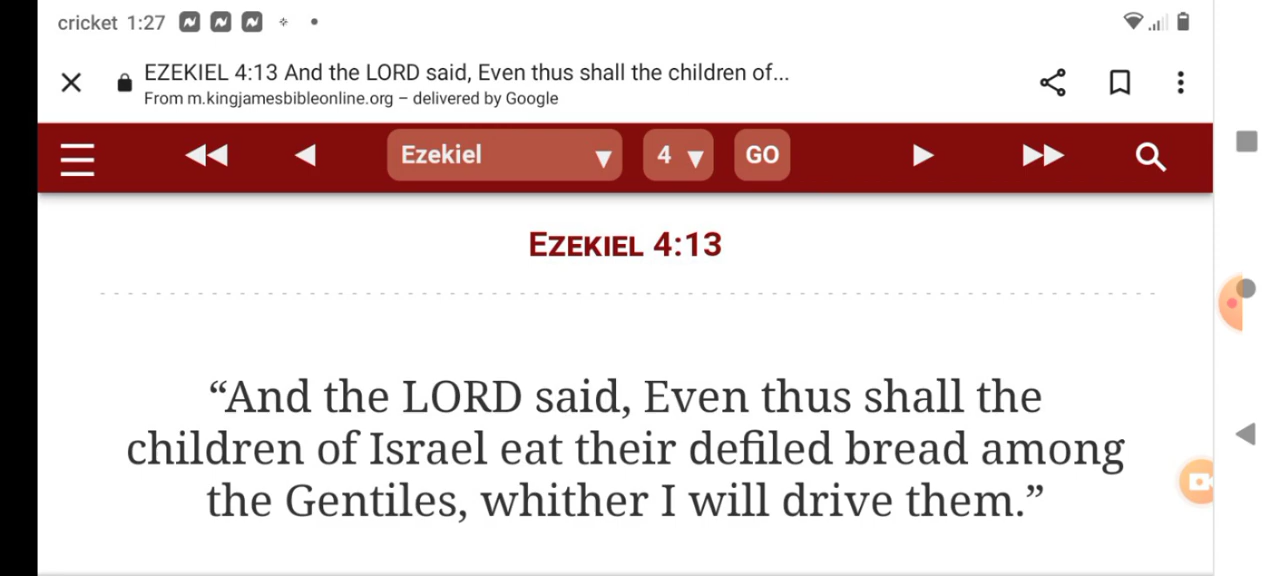 cricket 1:27
EZEKIEL 4:13 And the LORD said, Even thus shall the children of...
From m.kingjamesbibleonline.org – delivered by Google
Ezekiel 4 GO
EZEKIEL 4:13
“And the LORD said, Even thus shall the
children of Israel eat their defiled bread among
the Gentiles, whither I will drive them.”